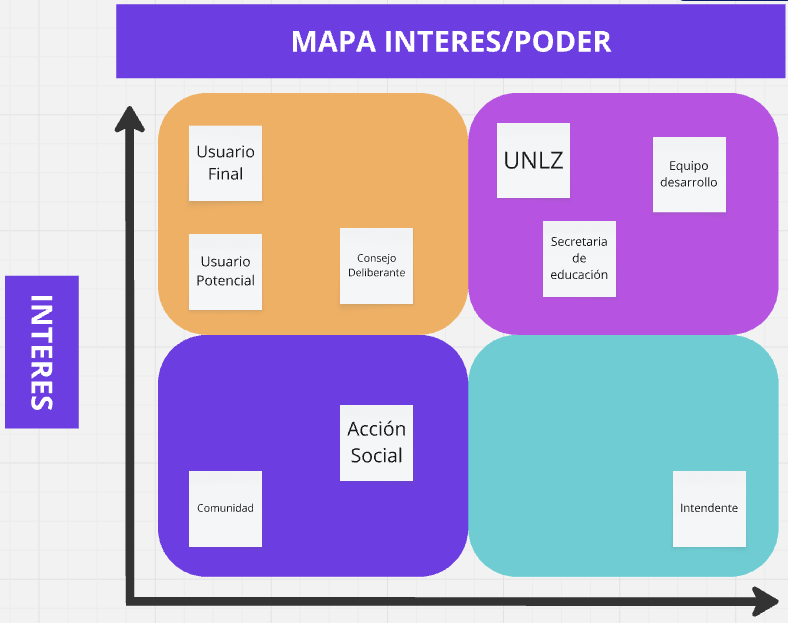 MAPA INTERES/PODER
Usuario
Final
UNLZ
Equipo
desarrollo
Usuario
Potencial
Consejo
Deliberante
Secretaria
de
educación
INTERES
Acción
Social
Comunidad
Intendente